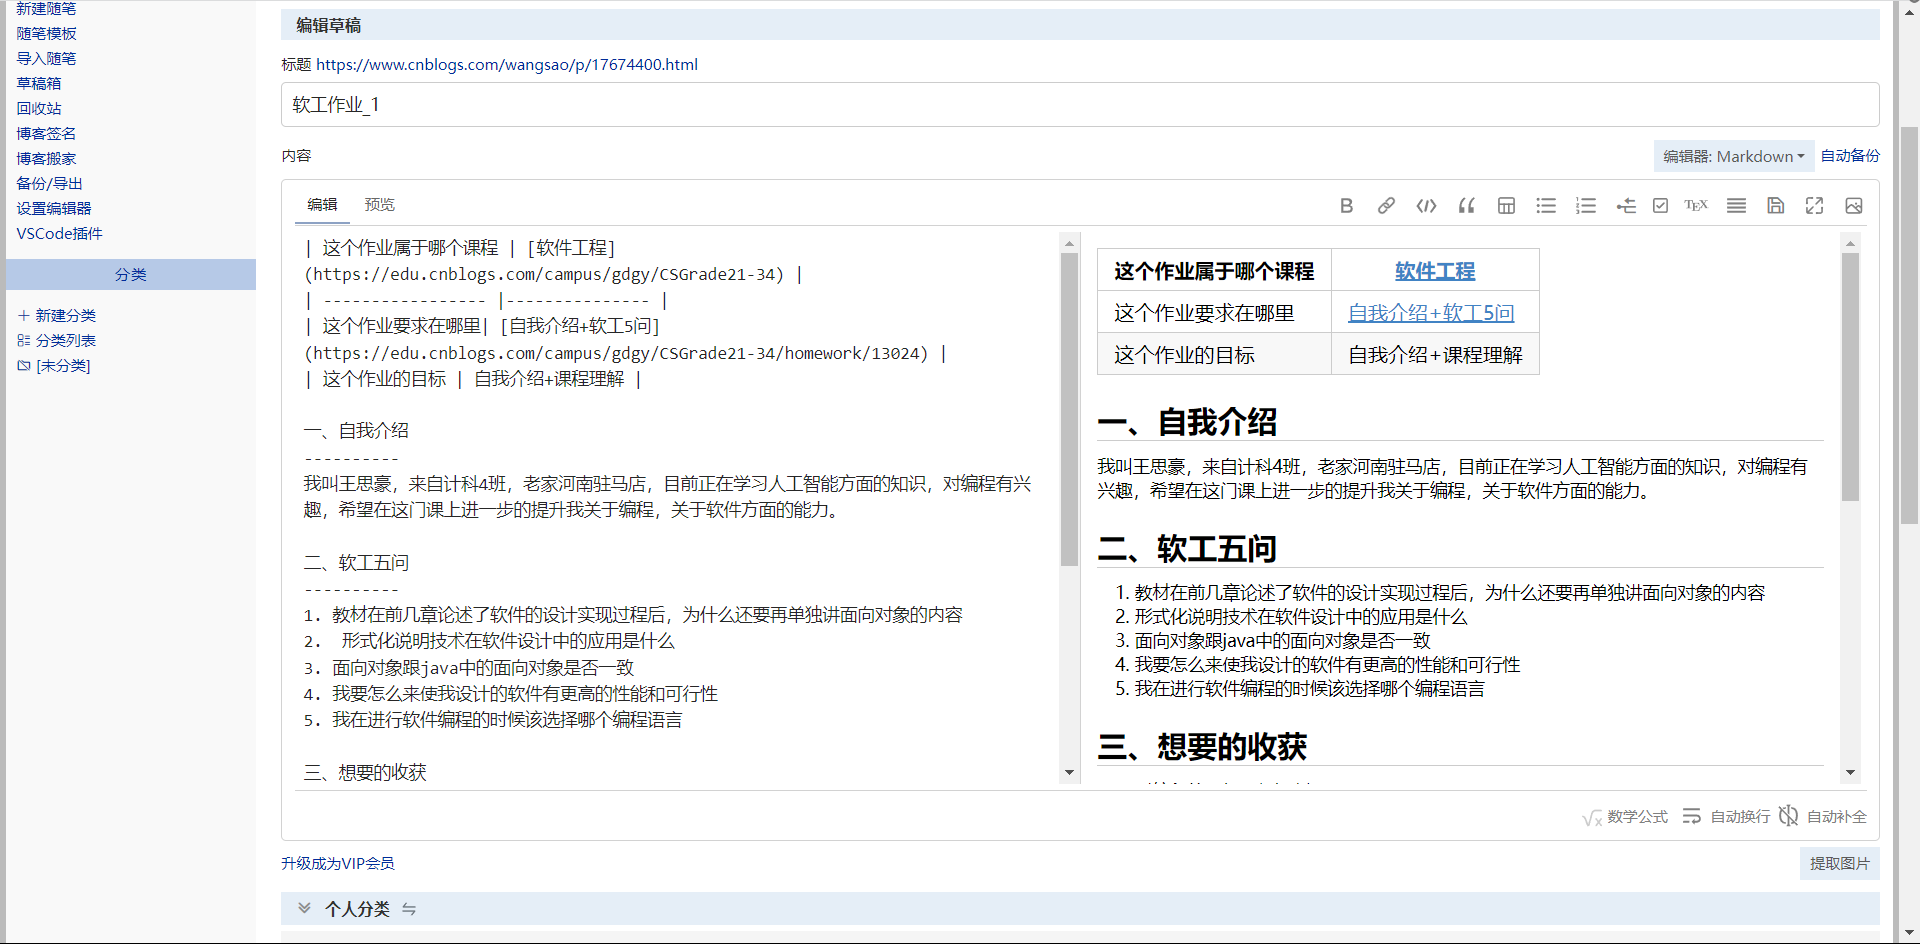 新建随笔
随笔模板
导入随笔
草稿箱
回收站
博客签名
博客搬家
备份/导出
设置编辑器
VSCode插件
分类
新建分类
分类列表
[未分类]
编辑草稿
标题 https://www.cnblogs.com/wangsao/p/17674400.html
软工作业_1
内容
编辑器: Markdown 自动备份
编辑 预览
TEX
| 这个作业属于哪个课程 | [软件工程]
(https://edu.cnblogs.com/campus/gdgy/CSGrade21-34) |
| ----------------- |--------------- |
| 这个作业要求在哪里| [自我介绍+软工5问]
(https://edu.cnblogs.com/campus/gdgy/CSGrade21-34/homework/13024) |
| 这个作业的目标 | 自我介绍+课程理解 |
一、自我介绍
----------
我叫王思豪，来自计科4班，老家河南驻马店，目前正在学习人工智能方面的知识，对编程有兴
趣，希望在这门课上进一步的提升我关于编程，关于软件方面的能力。
二、软工五问
----------
1. 教材在前几章论述了软件的设计实现过程后，为什么还要再单独讲面向对象的内容
2.  形式化说明技术在软件设计中的应用是什么
3. 面向对象跟java中的面向对象是否一致
4. 我要怎么来使我设计的软件有更高的性能和可行性
5. 我在进行软件编程的时候该选择哪个编程语言
三、想要的收获
这个作业属于哪个课程 软件工程
这个作业要求在哪里 自我介绍+软工5问
这个作业的目标 自我介绍+课程理解
一、自我介绍
我叫王思豪，来自计科4班，老家河南驻马店，目前正在学习人工智能方面的知识，对编程有
兴趣，希望在这门课上进一步的提升我关于编程，关于软件方面的能力。
二、软工五问
1. 教材在前几章论述了软件的设计实现过程后，为什么还要再单独讲面向对象的内容
2. 形式化说明技术在软件设计中的应用是什么
3. 面向对象跟java中的面向对象是否一致
4. 我要怎么来使我设计的软件有更高的性能和可行性
5. 我在进行软件编程的时候该选择哪个编程语言
三、想要的收获
数学公式 自动换行 自动补全
升级成为VIP会员
提取图片
个人分类